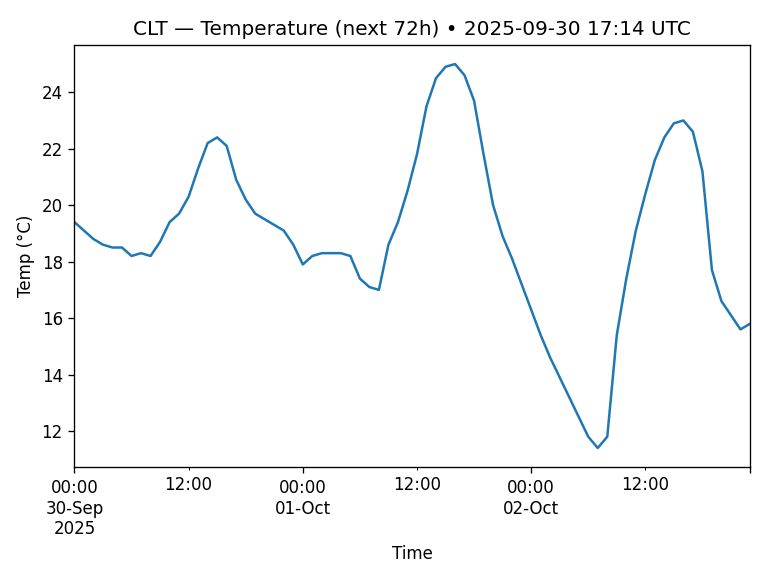 CLT — Temperature (next 72h) • 2025-09-30 17:14 UTC
Temp (°C)
24
22
20
18
16
14
12
00:00 12:00 00:00 12:00 00:00 12:00
30-Sep 01-Oct 02-Oct
2025
Time